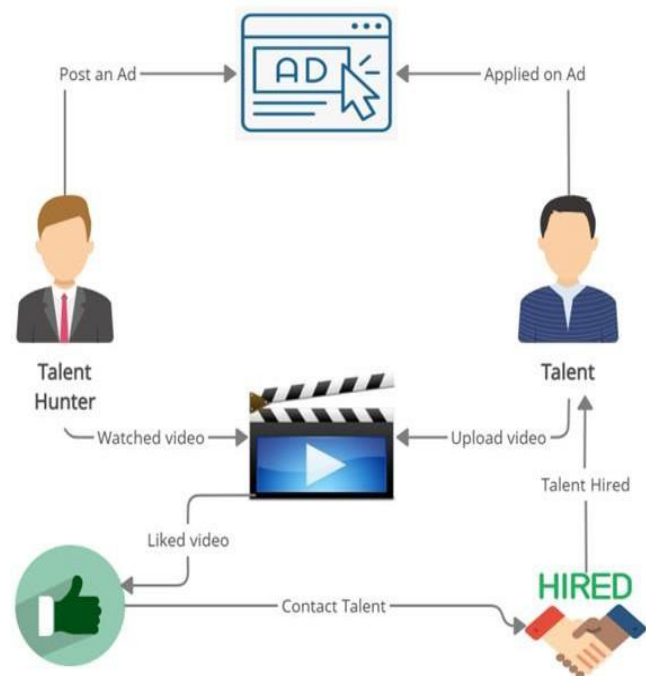 Post an Ad
AD
Applied on Ad
Talent
Hunter
Talent
Watched video
Upload video
Talent Hired
Liked video
HIRED
Contact Talent